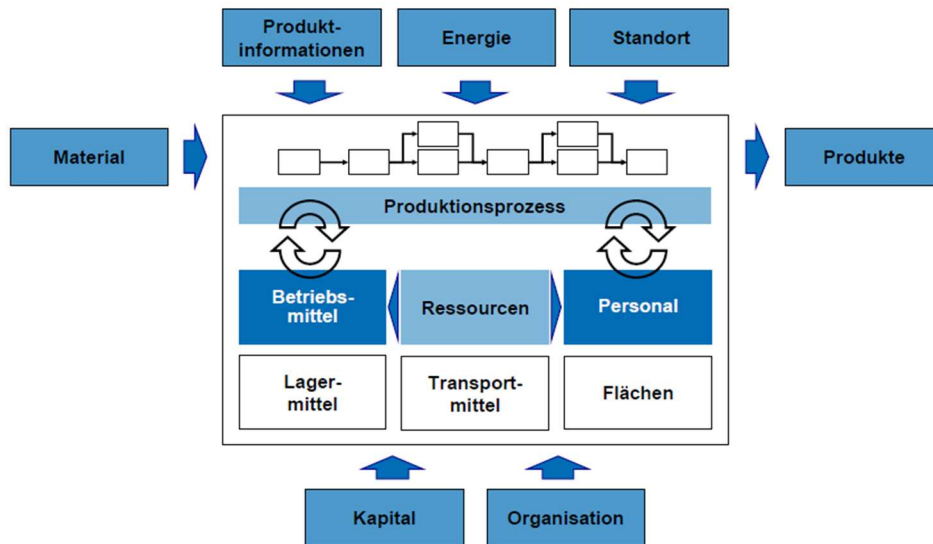 Produkt-
informationen
Energie
Standort
Material
Produkte
Produktionsprozess
Betriebs-
mittel
Ressourcen
Personal
Lager-
mittel
Transport-
mittel
Flächen
Kapital
Organisation